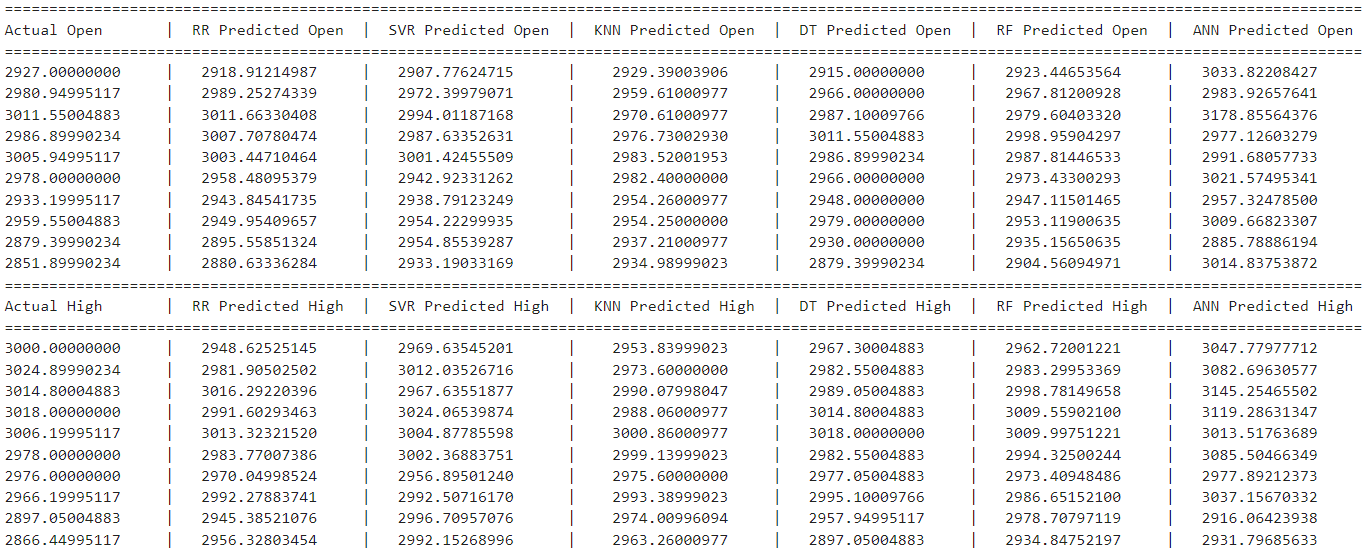 ===========================================================================================================================================================
Actual Open | RR Predicted Open | SVR Predicted Open | KNN Predicted Open | DT Predicted Open | RF Predicted Open | ANN Predicted Open
===========================================================================================================================================================
2927.00000000 | 2918.91214987 | 2907.77624715 | 2929.39003906 | 2915.00000000 | 2923.44653564 | 3033.82208427
2980.94995117 | 2989.25274339 | 2972.39979071 | 2959.61000977 | 2966.00000000 | 2967.81200928 | 2983.92657641
3011.55004883 | 3011.66330408 | 2994.01187168 | 2970.61000977 | 2987.10009766 | 2979.60403320 | 3178.85564376
2986.89990234 | 3007.70780474 | 2987.63352631 | 2976.73002930 | 3011.55004883 | 2998.95904297 | 2977.12603279
3005.94995117 | 3003.44710464 | 3001.42455509 | 2983.52001953 | 2986.89990234 | 2987.81446533 | 2991.68057733
2978.00000000 | 2958.48095379 | 2942.92331262 | 2982.40000000 | 2966.00000000 | 2973.43300293 | 3021.57495341
2933.19995117 | 2943.84541735 | 2938.79123249 | 2954.26000977 | 2948.00000000 | 2947.11501465 | 2957.32478500
2959.55004883 | 2949.95409657 | 2954.22299935 | 2954.25000000 | 2979.00000000 | 2953.11900635 | 3009.66823307
2879.39990234 | 2895.55851324 | 2954.85539287 | 2937.21000977 | 2930.00000000 | 2935.15650635 | 2885.78886194
2851.89990234 | 2880.63336284 | 2933.19033169 | 2934.98999023 | 2879.39990234 | 2904.56094971 | 3014.83753872
===========================================================================================================================================================
Actual High | RR Predicted High | SVR Predicted High | KNN Predicted High | DT Predicted High | RF Predicted High | ANN Predicted High
===========================================================================================================================================================
3000.00000000 | 2948.62525145 | 2969.63545201 | 2953.83999023 | 2967.30004883 | 2962.72001221 | 3047.77977712
3024.89990234 | 2981.90502502 | 3012.03526716 | 2973.60000000 | 2982.55004883 | 2983.29953369 | 3082.69630577
3014.80004883 | 3016.29220396 | 2967.63551877 | 2990.07998047 | 2989.05004883 | 2998.78149658 | 3145.25465502
3018.00000000 | 2991.60293463 | 3024.06539874 | 2988.06000977 | 3014.80004883 | 3009.55902100 | 3119.28631347
3006.19995117 | 3013.32321520 | 3004.87785598 | 3000.86000977 | 3018.00000000 | 3009.99751221 | 3013.51763689
2978.00000000 | 2983.77007386 | 3002.36883751 | 2999.13999023 | 2982.55004883 | 2994.32500244 | 3085.50466349
2976.00000000 | 2970.04998524 | 2956.89501240 | 2975.60000000 | 2977.05004883 | 2973.40948486 | 2977.89212373
2966.19995117 | 2992.27883741 | 2992.50716170 | 2993.38999023 | 2995.10009766 | 2986.65152100 | 3037.15670332
2897.05004883 | 2945.38521076 | 2996.70957076 | 2974.00996094 | 2957.94995117 | 2978.70797119 | 2916.06423938
2866.44995117 | 2956.32803454 | 2992.15268996 | 2963.26000977 | 2897.05004883 | 2934.84752197 | 2931.79685633